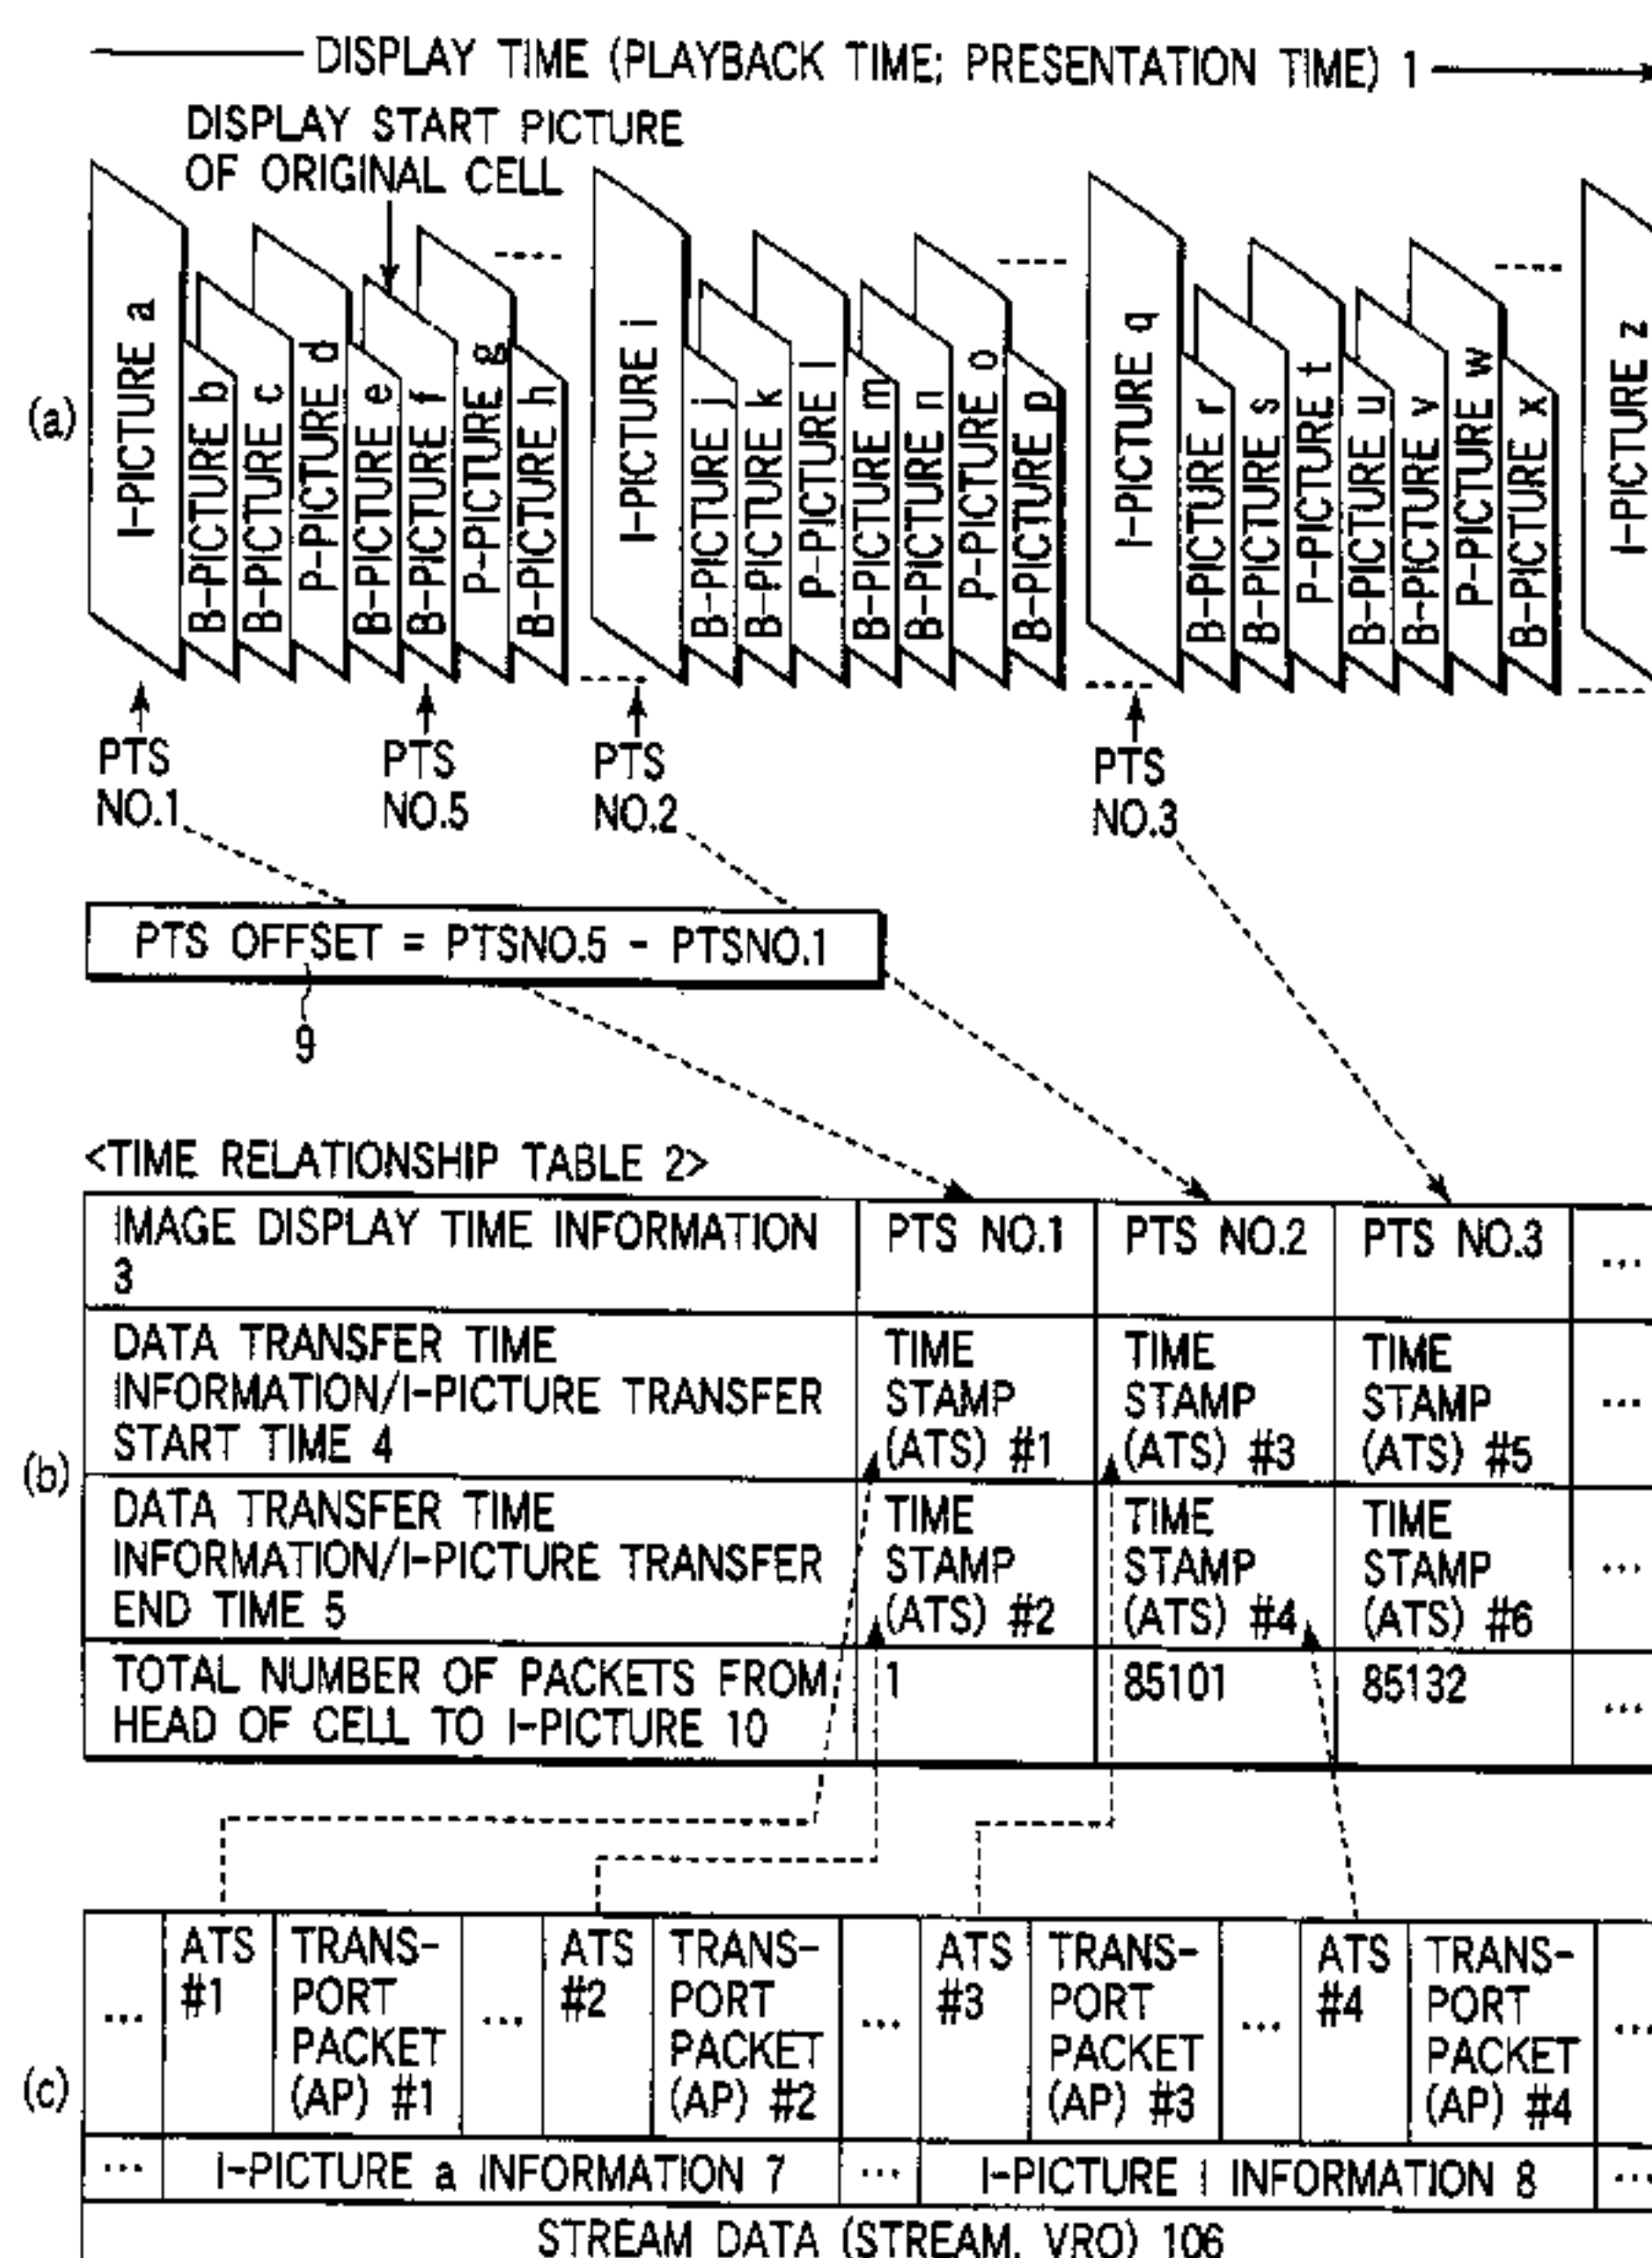 DISPLAY TIME (PLAYBACK TIME; PRESENTATION TIME) 1
DISPLAY START PICTURE
OF ORIGINAL CELL
(a)
I-PICTURE a
B-PICTURE b
B-PICTURE c
P-PICTURE d
B-PICTURE e
B-PICTURE f
P-PICTURE g
B-PICTURE h
I-PICTURE i
B-PICTURE j
B-PICTURE k
P-PICTURE l
B-PICTURE m
B-PICTURE n
P-PICTURE o
B-PICTURE p
I-PICTURE q
B-PICTURE r
B-PICTURE s
P-PICTURE t
B-PICTURE u
B-PICTURE v
P-PICTURE w
B-PICTURE x
I-PICTURE z
PTS
NO.1
PTS
NO.5
PTS
NO.2
PTS
NO.3
PTS OFFSET = PTSNO.5 - PTSNO.1
9
<TIME RELATIONSHIP TABLE 2>
(b)
IMAGE DISPLAY TIME INFORMATION
3
PTS NO.1
PTS NO.2
PTS NO.3
...
DATA TRANSFER TIME
INFORMATION/I-PICTURE TRANSFER
START TIME 4
TIME
STAMP
(ATS) #1
TIME
STAMP
(ATS) #3
TIME
STAMP
(ATS) #5
...
DATA TRANSFER TIME
INFORMATION/I-PICTURE TRANSFER
END TIME 5
TIME
STAMP
(ATS) #2
TIME
STAMP
(ATS) #4
TIME
STAMP
(ATS) #6
...
TOTAL NUMBER OF PACKETS FROM
HEAD OF CELL TO I-PICTURE 10
1
85101
85132
...
(c)
...
ATS
#1
TRANS-
PORT
PACKET
(AP) #1
...
ATS
#2
TRANS-
PORT
PACKET
(AP) #2
...
ATS
#3
TRANS-
PORT
PACKET
(AP) #3
...
ATS
#4
TRANS-
PORT
PACKET
(AP) #4
...
...
I-PICTURE a INFORMATION 7
...
I-PICTURE i INFORMATION 8
...
STREAM DATA (STREAM. VRO) 106